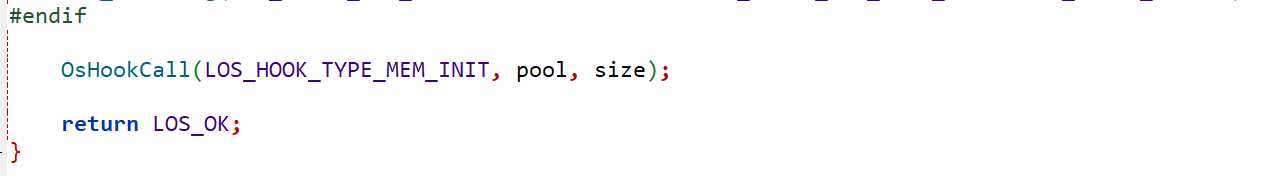 #endif
OsHookCall(LOS_HOOK_TYPE_MEM_INIT, pool, size);
return LOS_OK;
}